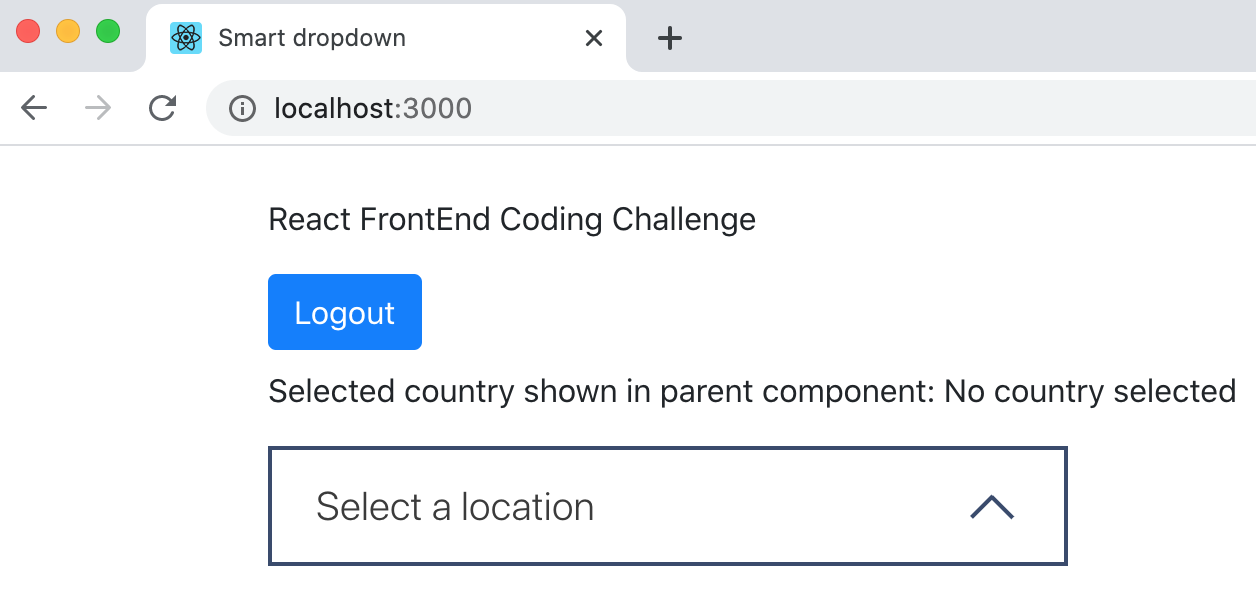 Smart dropdown
localhost:3000
React FrontEnd Coding Challenge
Logout
Selected country shown in parent component: No country selected
Select a location